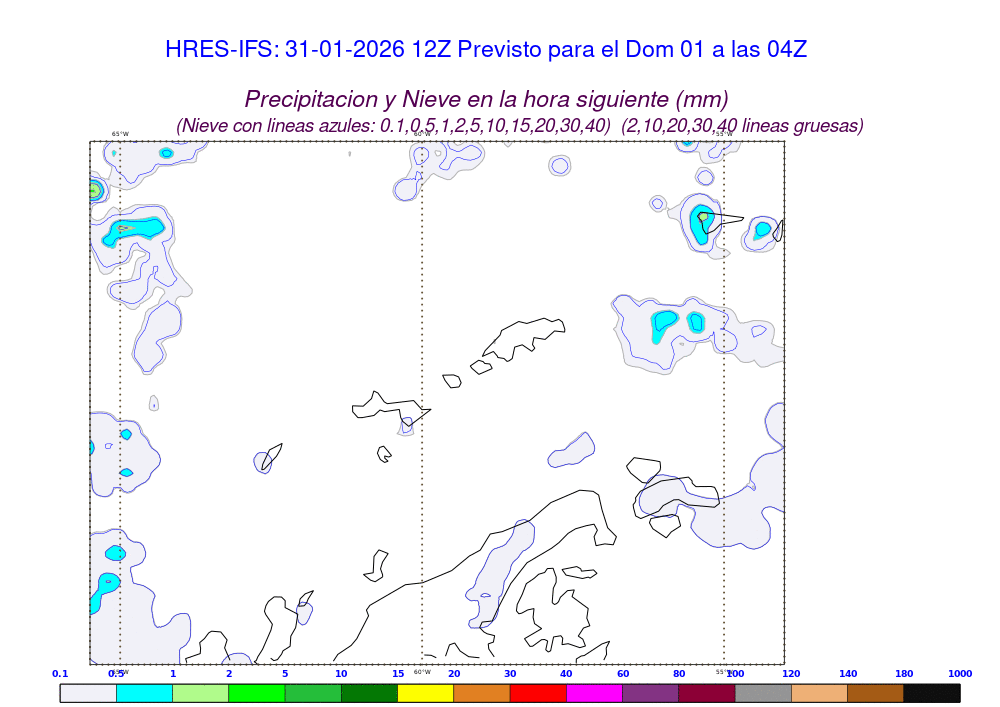 HRES-IFS: 31-01-2026 12Z Previsto para el Dom 01 a las 04Z
Precipitacion y Nieve en la hora siguiente (mm)
(Nieve con lineas azules: 0.1,0.5,1,2,5,10,15,20,30,40)  (2,10,20,30,40 lineas gruesas)
65°W 60°W 55°W
65°W 60°W 55°W
0.1 0.5 1 2 5 10 15 20 30 40 60 80 100 120 140 180 1000